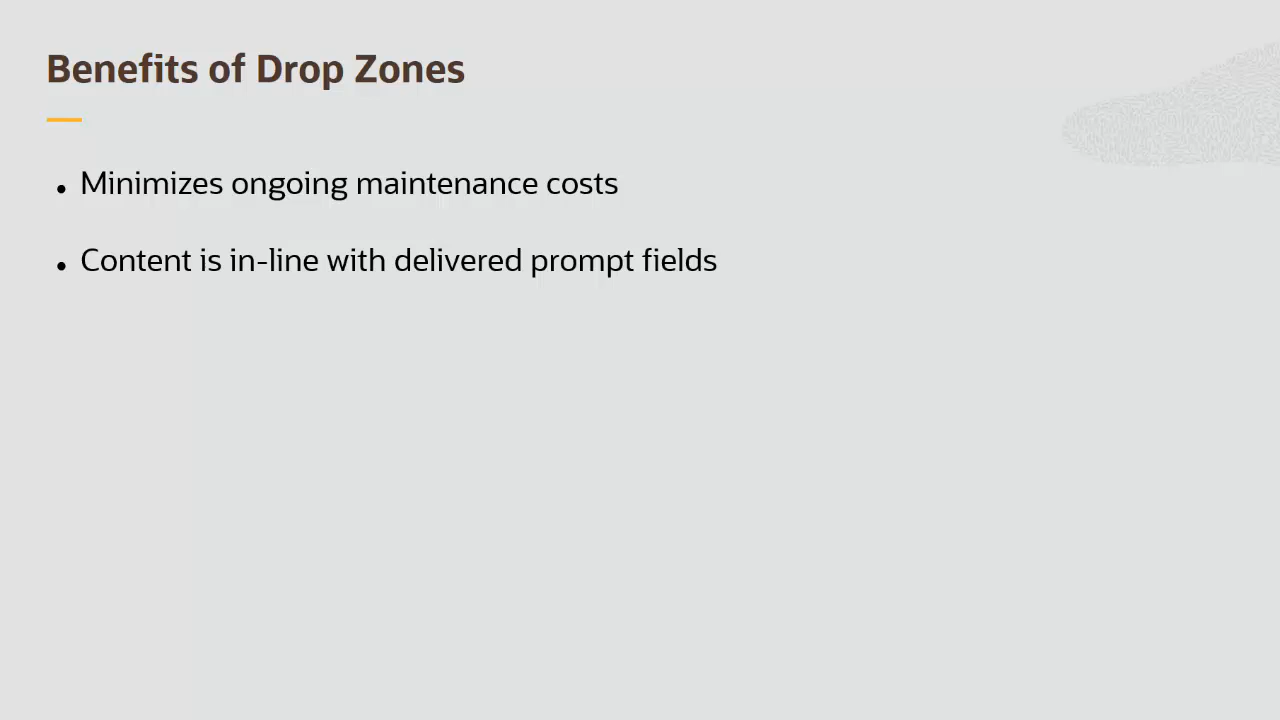 Benefits of Drop Zones
• Minimizes ongoing maintenance costs
• Content is in-line with delivered prompt fields